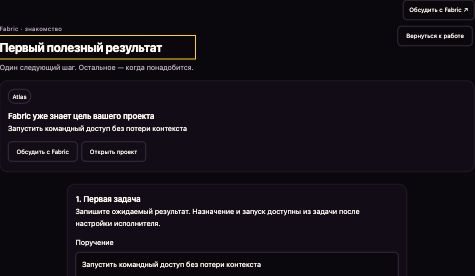 Обсудить с Fabric ↗
Fabric · знакомство
Вернуться к работе
Первый полезный результат
Один следующий шаг. Остальное — когда понадобится.
Atlas
Fabric уже знает цель вашего проекта
Запустить командный доступ без потери контекста
Обсудить с Fabric
Открыть проект
1. Первая задача
Запишите ожидаемый результат. Назначение и запуск доступны из задачи после
настройки исполнителя.
Поручение
Запустить командный доступ без потери контекста